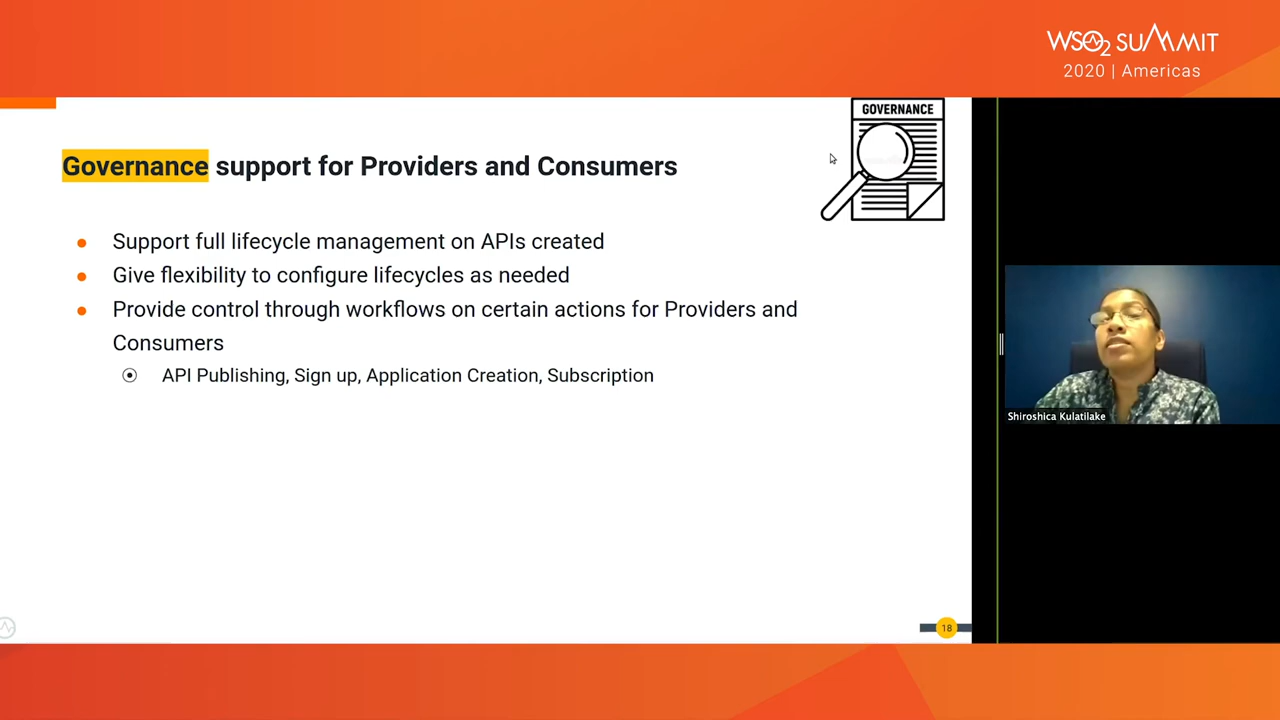 WSO2 SUMMIT
2020 | Americas
GOVERNANCE
Governance support for Providers and Consumers
Support full lifecycle management on APIs created
Give flexibility to configure lifecycles as needed
Provide control through workflows on certain actions for Providers and
Consumers
API Publishing, Sign up, Application Creation, Subscription
Shiroshica Kulatilake
18